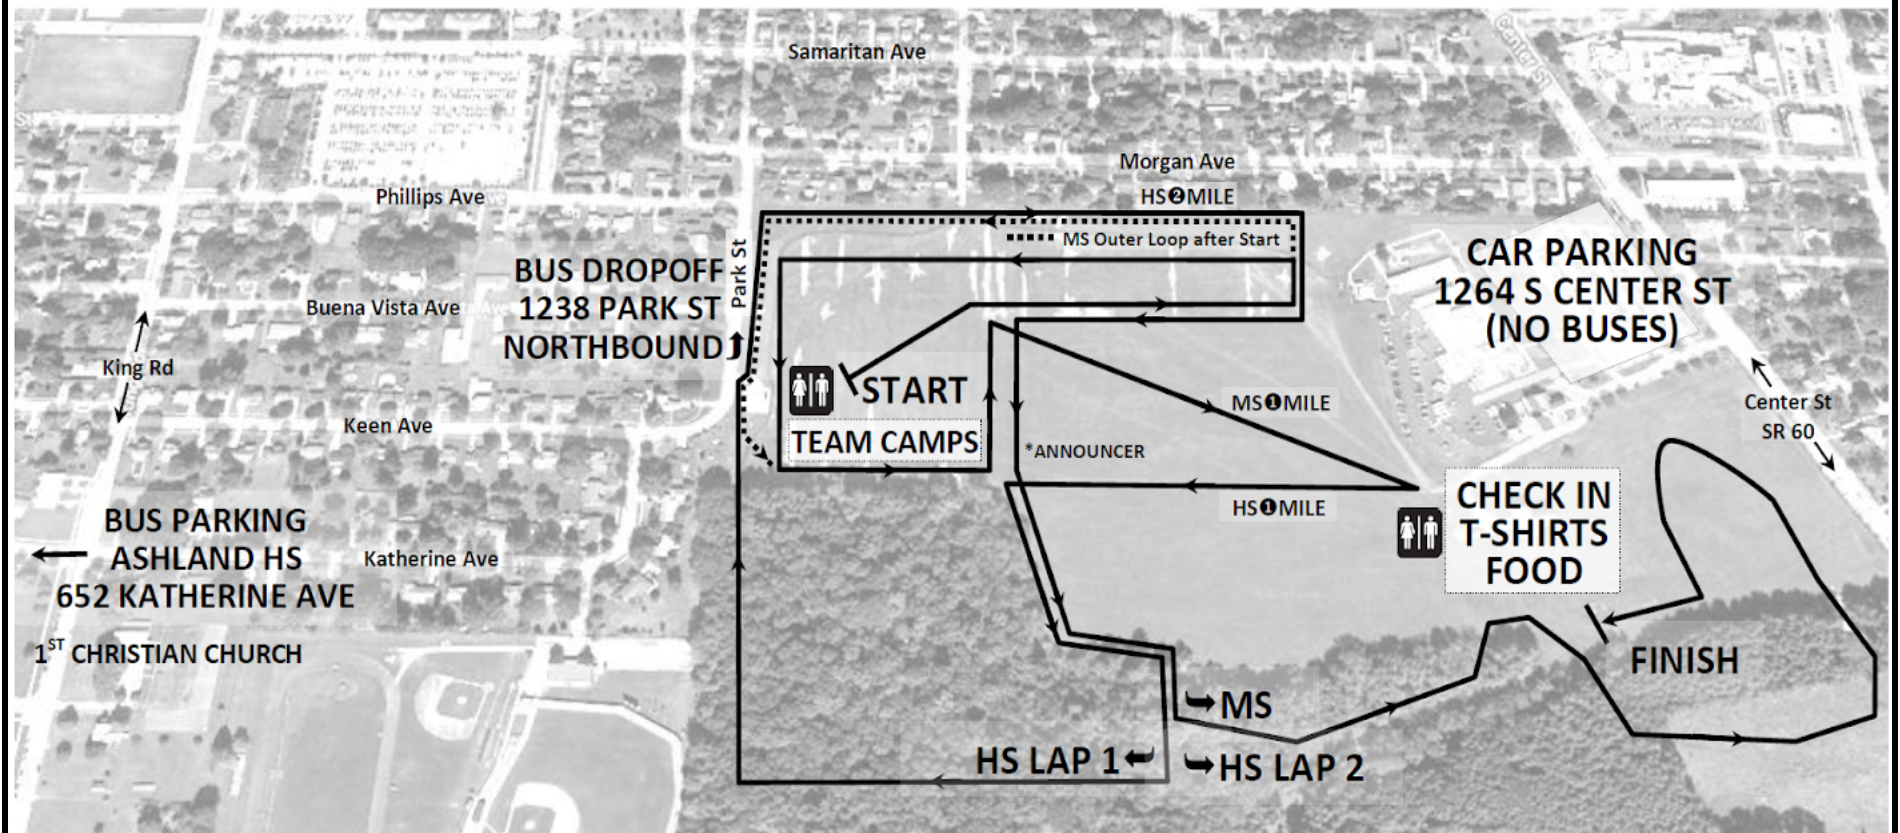 Samaritan Ave
Center St
Morgan Ave
HS❷MILE
Phillips Ave
MS Outer Loop after Start
Park St
BUS DROPOFF
1238 PARK ST
NORTHBOUND
CAR PARKING
1264 S CENTER ST
(NO BUSES)
Buena Vista Ave
King Rd
START
MS❶MILE
Center St
SR 60
Keen Ave
TEAM CAMPS
*ANNOUNCER
HS❶MILE
CHECK IN
T-SHIRTS
FOOD
BUS PARKING
ASHLAND HS
652 KATHERINE AVE
Katherine Ave
1ST CHRISTIAN CHURCH
FINISH
MS
HS LAP 1
HS LAP 2